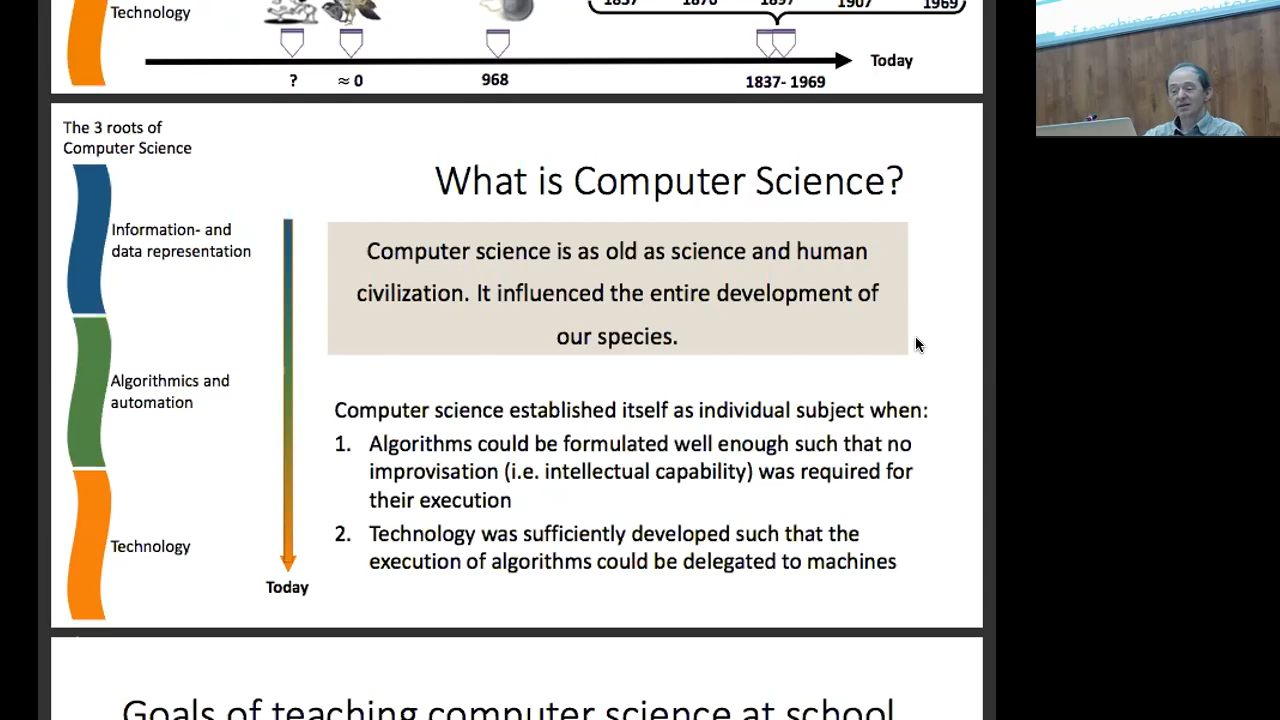 Technology
1837 1876 1897 1907 1969
Today
? ≈ 0 968 1837- 1969
of teaching computer
The 3 roots of
Computer Science
What is Computer Science?
Information- and
data representation
Computer science is as old as science and human
civilization. It influenced the entire development of
our species.
Algorithmics and
automation
Computer science established itself as individual subject when:
1. Algorithms could be formulated well enough such that no
improvisation (i.e. intellectual capability) was required for
their execution
2. Technology was sufficiently developed such that the
execution of algorithms could be delegated to machines
Technology
Today
Goals of teaching computer science at school